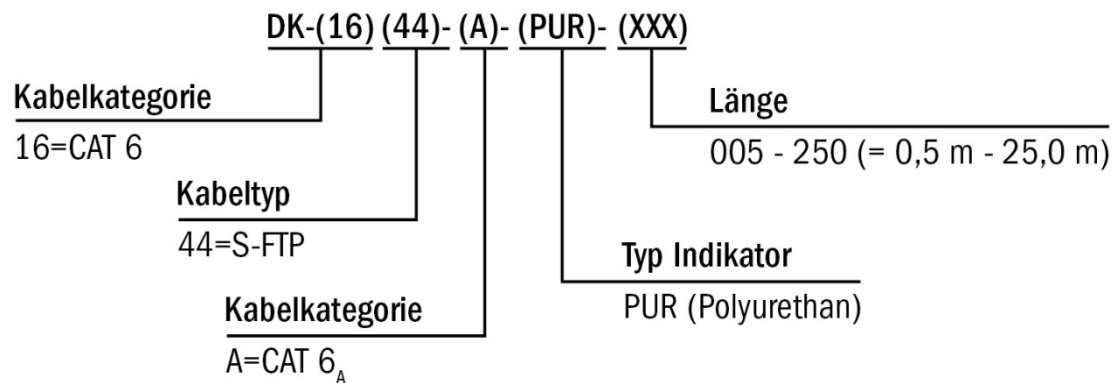 DK-(16) (44)- (A)- (PUR)- (XXX)
Kabelkategorie
16=CAT 6
Länge
005 - 250 (= 0,5 m - 25,0 m)
Kabeltyp
44=S-FTP
Typ Indikator
PUR (Polyurethan)
Kabelkategorie
A=CAT 6A